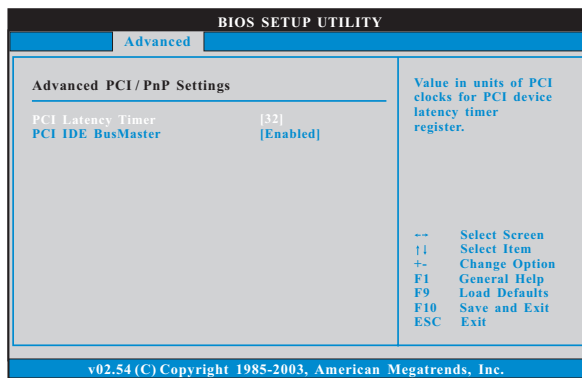 BIOS SETUP UTILITY
Advanced
Advanced PCI / PnP Settings
PCI Latency Timer [32]
PCI IDE BusMaster [Enabled]
Value in units of PCI
clocks for PCI device
latency timer
register.
←→ Select Screen
↑↓ Select Item
+- Change Option
F1 General Help
F9 Load Defaults
F10 Save and Exit
ESC Exit
v02.54 (C) Copyright 1985-2003, American Megatrends, Inc.